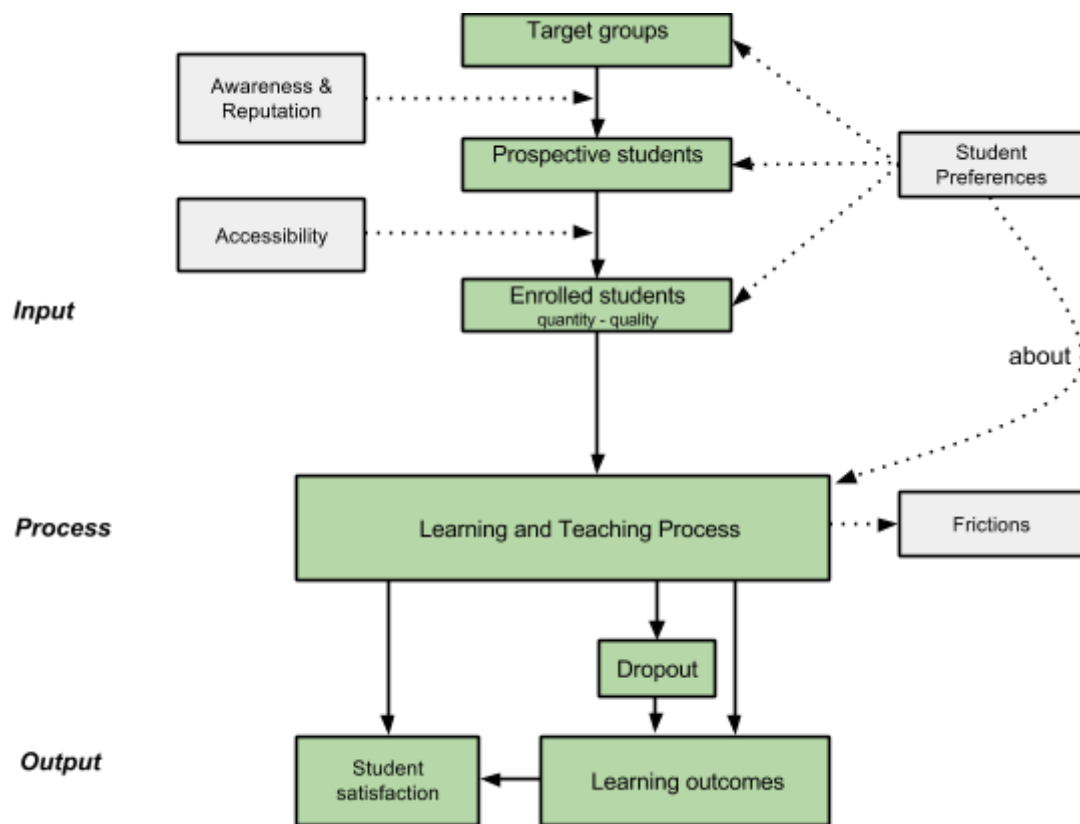 Target groups
Awareness &
Reputation
Prospective students
Student
Preferences
Accessibility
Enrolled students
quantity - quality
Input
about
Process
Learning and Teaching Process
Frictions
Dropout
Output
Student
satisfaction
Learning outcomes